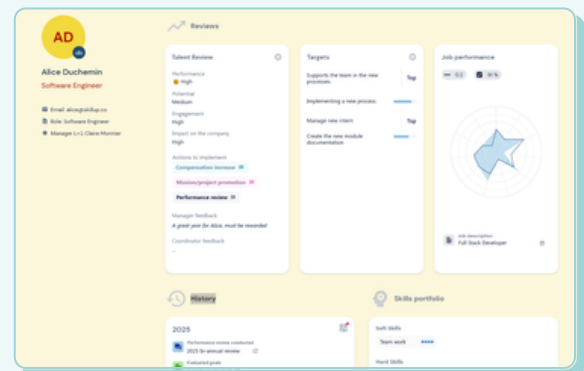 AD
Alice Duchemin
Software Engineer
Email: alice@skillup.co
Role: Software Engineer
Manager L+1: Claire Monnier
Reviews
Talent Review
Performance
High
Potential
Medium
Engagement
High
Impact on the company
High
Actions to implement
Compensation increase
Mission/project promotion
Performance review
Manager feedback
A great year for Alice, must be rewarded
Coordinator feedback
-
Targets
Supports the team in the new
processes.
Top
Implementing a new process.
Manage new intern
Top
Create the new module
documentation
Job performance
Job description
Full Stack Developer
History
2025
Performance review conducted
2025 bi-annual review
Evaluated goals
Skills portfolio
Soft Skills
Team work
Hard Skills